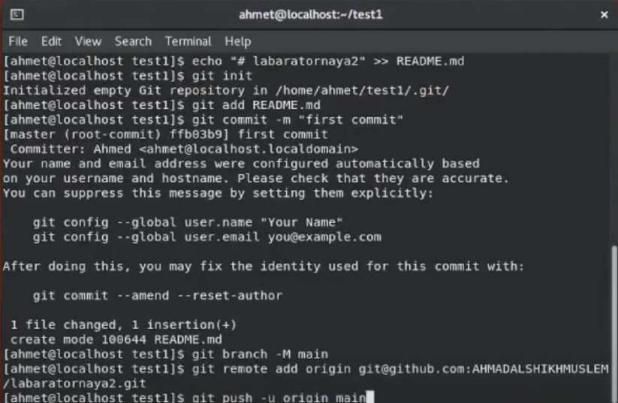 ahmet@localhost:~/test1
File Edit View Search Terminal Help
[ahmet@localhost test1]$ echo "# labaratornaya2" >> README.md
[ahmet@localhost test1]$ git init
Initialized empty Git repository in /home/ahmet/test1/.git/
[ahmet@localhost test1]$ git add README.md
[ahmet@localhost test1]$ git commit -m "first commit"
[master (root-commit) ffb03b9] first commit
 Committer: Ahmed <ahmet@localhost.localdomain>
Your name and email address were configured automatically based
on your username and hostname. Please check that they are accurate.
You can suppress this message by setting them explicitly:
    git config --global user.name "Your Name"
    git config --global user.email you@example.com
After doing this, you may fix the identity used for this commit with:
    git commit --amend --reset-author
 1 file changed, 1 insertion(+)
 create mode 100644 README.md
[ahmet@localhost test1]$ git branch -M main
[ahmet@localhost test1]$ git remote add origin git@github.com:AHMADALSHIKHMUSLEM
/labaratornaya2.git
[ahmet@localhost test1]$ git push -u origin main